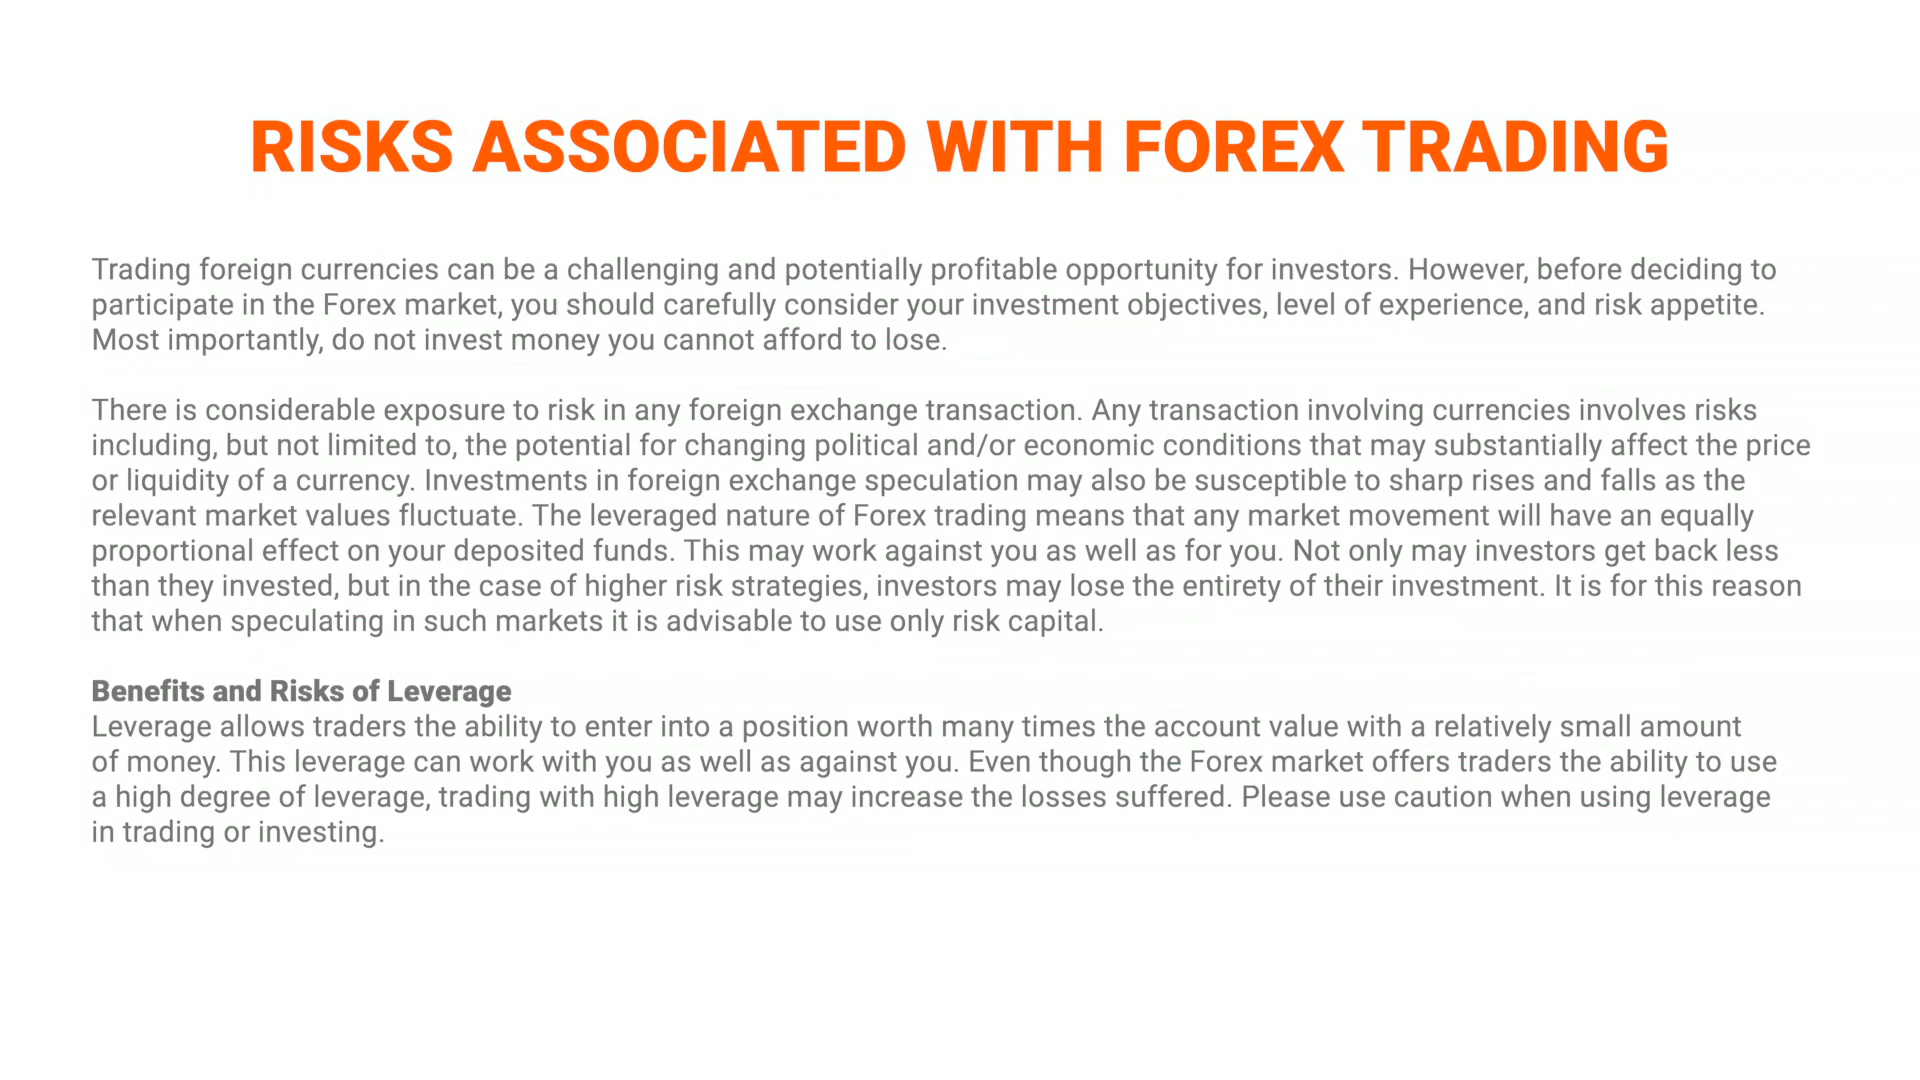 RISKS ASSOCIATED WITH FOREX TRADING
Trading foreign currencies can be a challenging and potentially profitable opportunity for investors. However, before deciding to
participate in the Forex market, you should carefully consider your investment objectives, level of experience, and risk appetite.
Most importantly, do not invest money you cannot afford to lose.
There is considerable exposure to risk in any foreign exchange transaction. Any transaction involving currencies involves risks
including, but not limited to, the potential for changing political and/or economic conditions that may substantially affect the price
or liquidity of a currency. Investments in foreign exchange speculation may also be susceptible to sharp rises and falls as the
relevant market values fluctuate. The leveraged nature of Forex trading means that any market movement will have an equally
proportional effect on your deposited funds. This may work against you as well as for you. Not only may investors get back less
than they invested, but in the case of higher risk strategies, investors may lose the entirety of their investment. It is for this reason
that when speculating in such markets it is advisable to use only risk capital.
Benefits and Risks of Leverage
Leverage allows traders the ability to enter into a position worth many times the account value with a relatively small amount
of money. This leverage can work with you as well as against you. Even though the Forex market offers traders the ability to use
a high degree of leverage, trading with high leverage may increase the losses suffered. Please use caution when using leverage
in trading or investing.